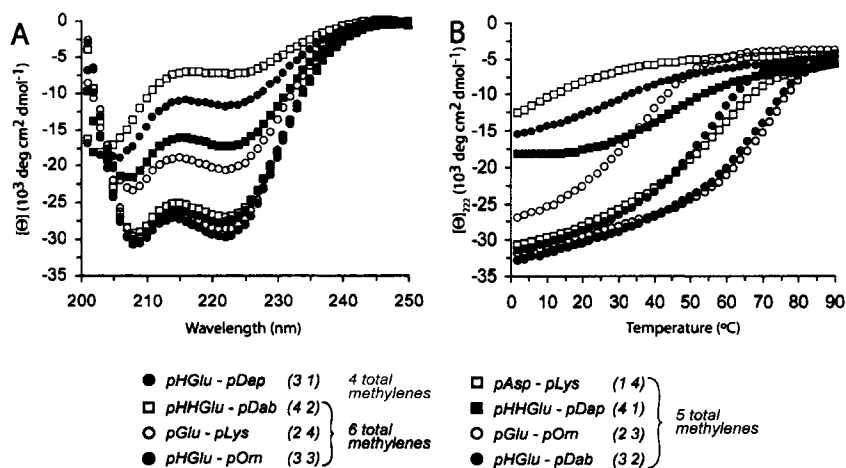 A
[Θ] (10³ deg cm² dmol⁻¹)
0
-5
-10
-15
-20
-25
-30
-35
200 210 220 230 240 250
Wavelength (nm)
B
[Θ]₂₂₂ (10³ deg cm² dmol⁻¹)
0
-5
-10
-15
-20
-25
-30
-35
0 10 20 30 40 50 60 70 80 90
Temperature (ºC)
pHGlu - pDap (3 1) 4 total methylenes
pHHGlu - pDab (4 2)
pGlu - pLys (2 4) 6 total methylenes
pHGlu - pOrn (3 3)
pAsp - pLys (1 4)
pHHGlu - pDap (4 1) 5 total methylenes
pGlu - pOrn (2 3)
pHGlu - pDab (3 2)